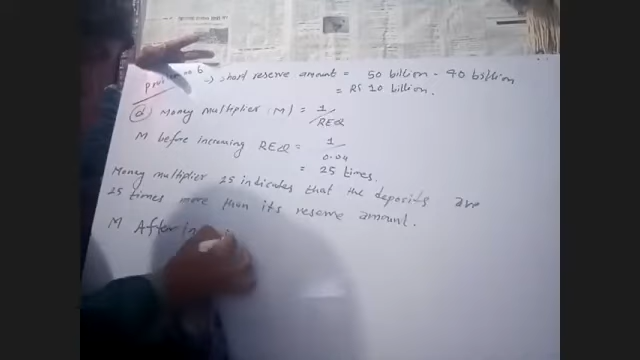 Problem no 6 → short reserve amount = 50 billion - 40 billion
= RS 10 billion.
(d) Money multiplier (M) = 1/REQ
M before increasing REQ = 1/0.04
= 25 times.
Money multiplier 25 indicates that the deposits are
25 times more than its reserve amount.
M After in